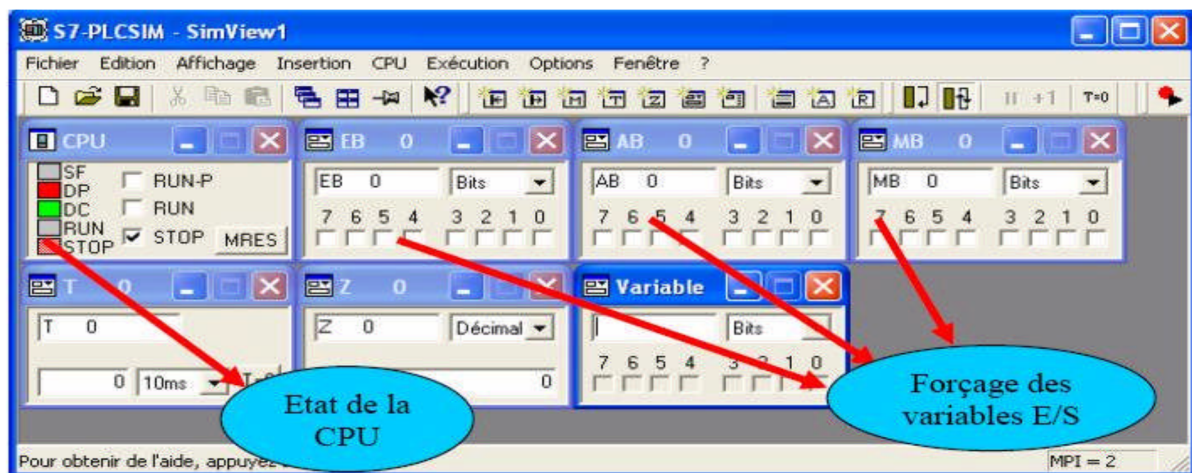 S7-PLCSIM - SimView1
Fichier Edition Affichage Insertion CPU Exécution Options Fenêtre ?
T=0
CPU
SF
DP
DC
RUN
STOP
RUN-P
RUN
STOP
MRES
EB 0
EB 0 Bits
7 6 5 4 3 2 1 0
AB 0
AB 0 Bits
7 6 5 4 3 2 1 0
MB 0
MB 0 Bits
7 6 5 4 3 2 1 0
T 0
T 0
0 10ms
Z 0
Z 0 Décimal
0
Variable
Bits
7 6 5 4 3 2 1 0
Etat de la
CPU
Forçage des
variables E/S
Pour obtenir de l'aide, appuyez
MPI = 2